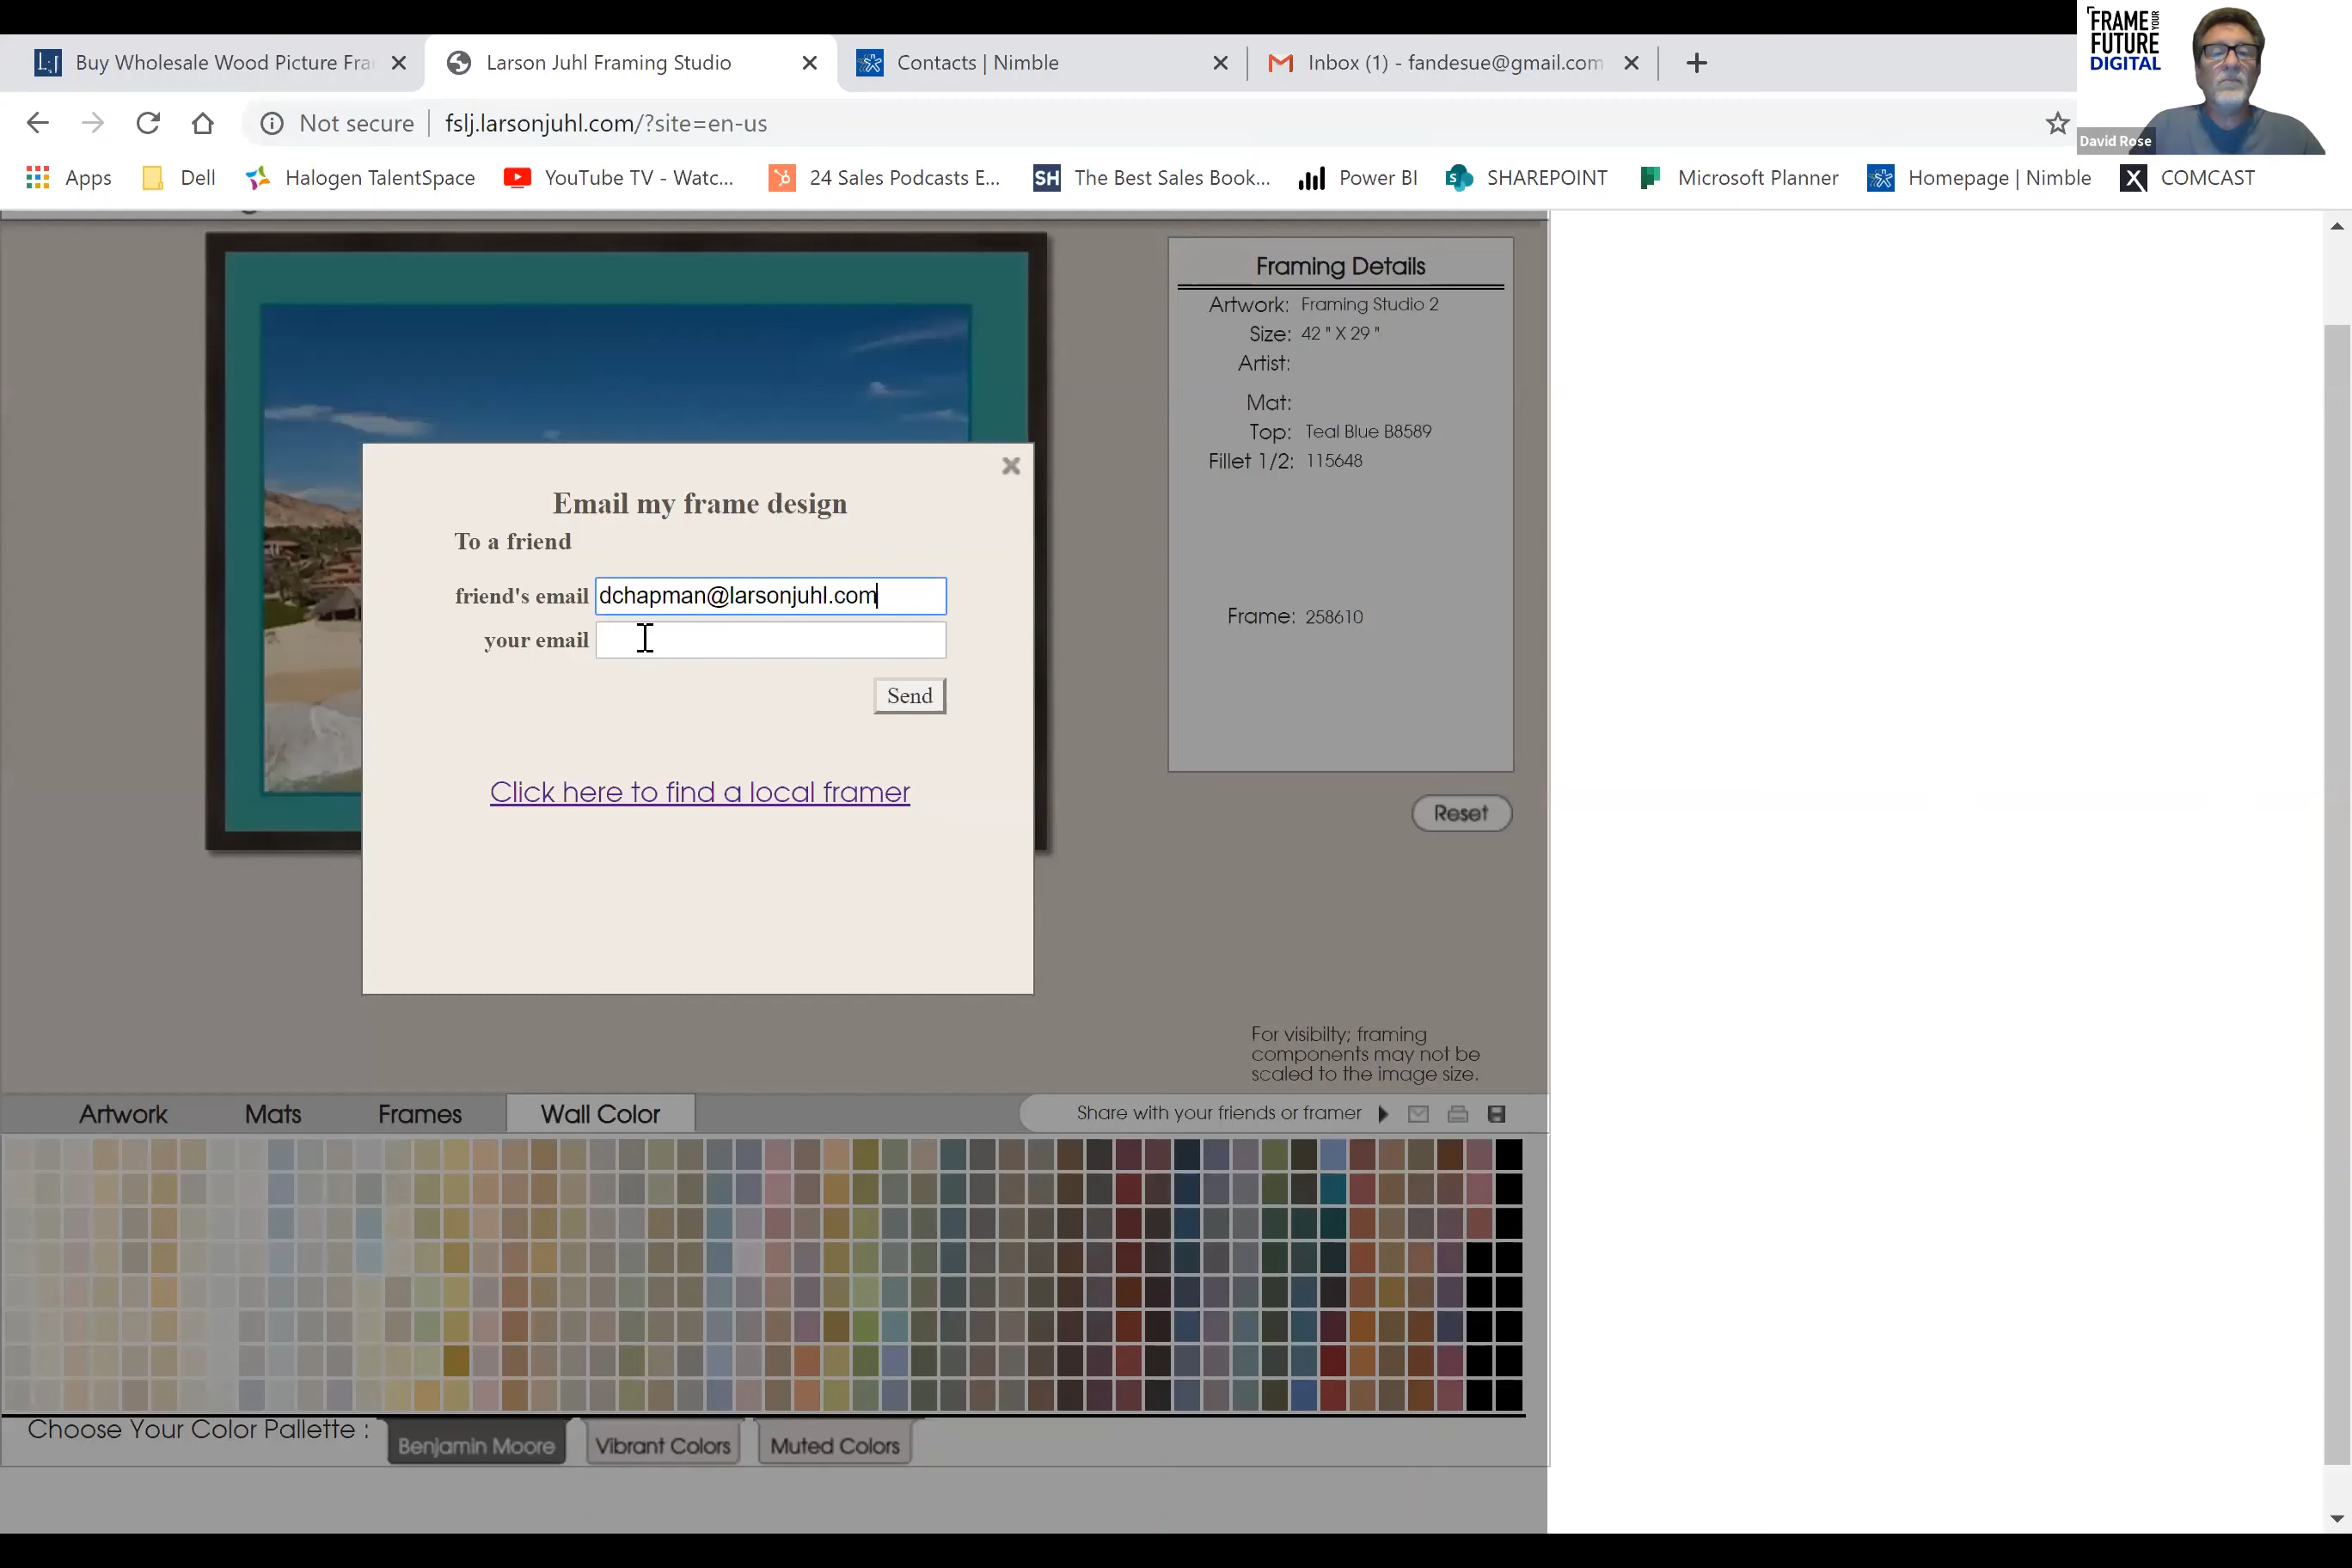 FRAME YOUR
FUTURE
DIGITAL
David Rose
Buy Wholesale Wood Picture Fra
Larson Juhl Framing Studio
Contacts | Nimble
Inbox (1) - fandesue@gmail.com
Not secure
fslj.larsonjuhl.com/?site=en-us
Apps
Dell
Halogen TalentSpace
YouTube TV - Watc...
24 Sales Podcasts E...
SH
The Best Sales Book...
Power BI
SHAREPOINT
Microsoft Planner
Homepage | Nimble
COMCAST
Framing Details
Artwork: Framing Studio 2
Size: 42 " X 29 "
Artist:
Mat:
Top: Teal Blue B8589
Fillet 1/2: 115648
Frame: 258610
Reset
Email my frame design
To a friend
friend's email dchapman@larsonjuhl.com
your email
Send
Click here to find a local framer
For visibilty; framing
components may not be
scaled to the image size.
Artwork
Mats
Frames
Wall Color
Share with your friends or framer
Choose Your Color Pallette :
Benjamin Moore
Vibrant Colors
Muted Colors